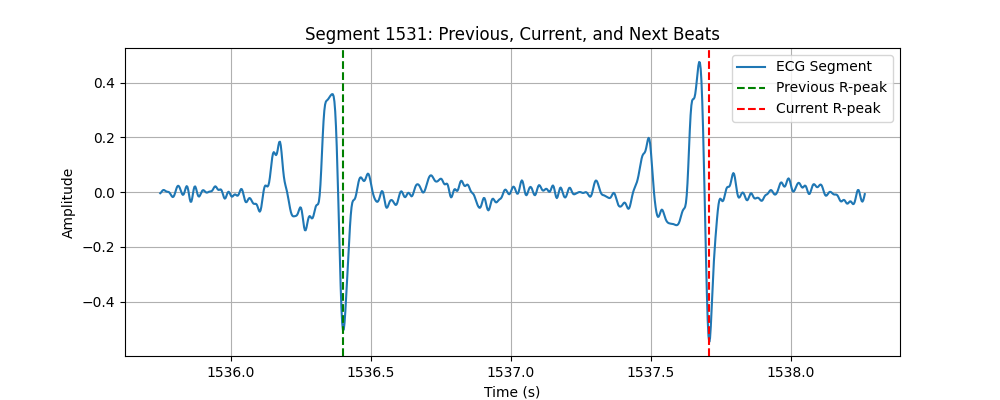 Segment 1531: Previous, Current, and Next Beats
ECG Segment
Previous R-peak
Current R-peak
Amplitude
0.4
0.2
0.0
−0.2
−0.4
1536.0 1536.5 1537.0 1537.5 1538.0
Time (s)